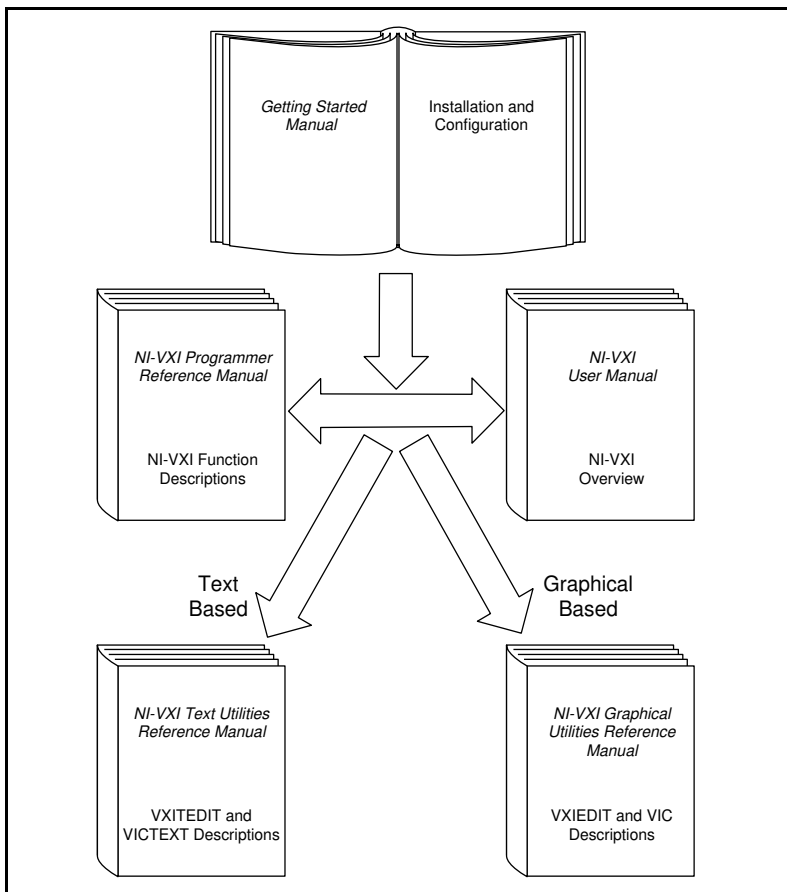 Getting Started
Manual
Installation and
Configuration
NI-VXI Programmer
Reference Manual
NI-VXI Function
Descriptions
NI-VXI
User Manual
NI-VXI
Overview
Text
Based
Graphical
Based
NI-VXI Text Utilities
Reference Manual
VXITEDIT and
VICTEXT Descriptions
NI-VXI Graphical
Utilities Reference
Manual
VXIEDIT and VIC
Descriptions